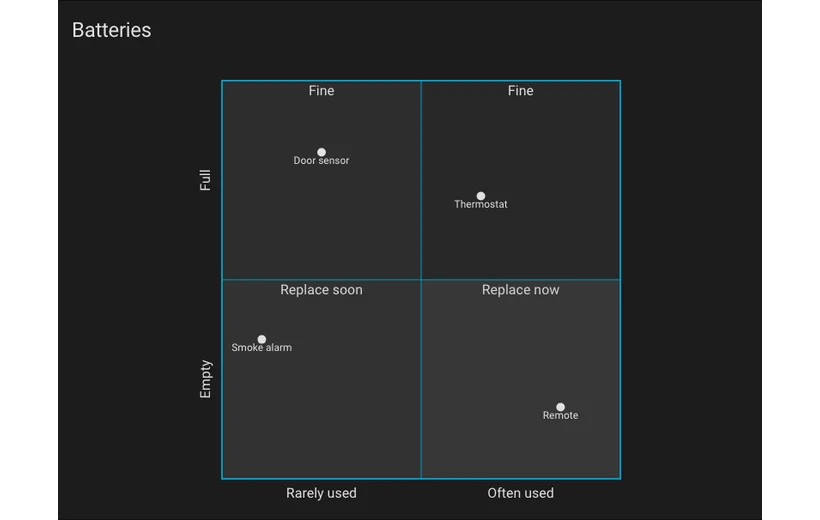 Batteries
Fine
Fine
Door sensor
Full
Thermostat
Replace soon
Replace now
Smoke alarm
Empty
Remote
Rarely used
Often used